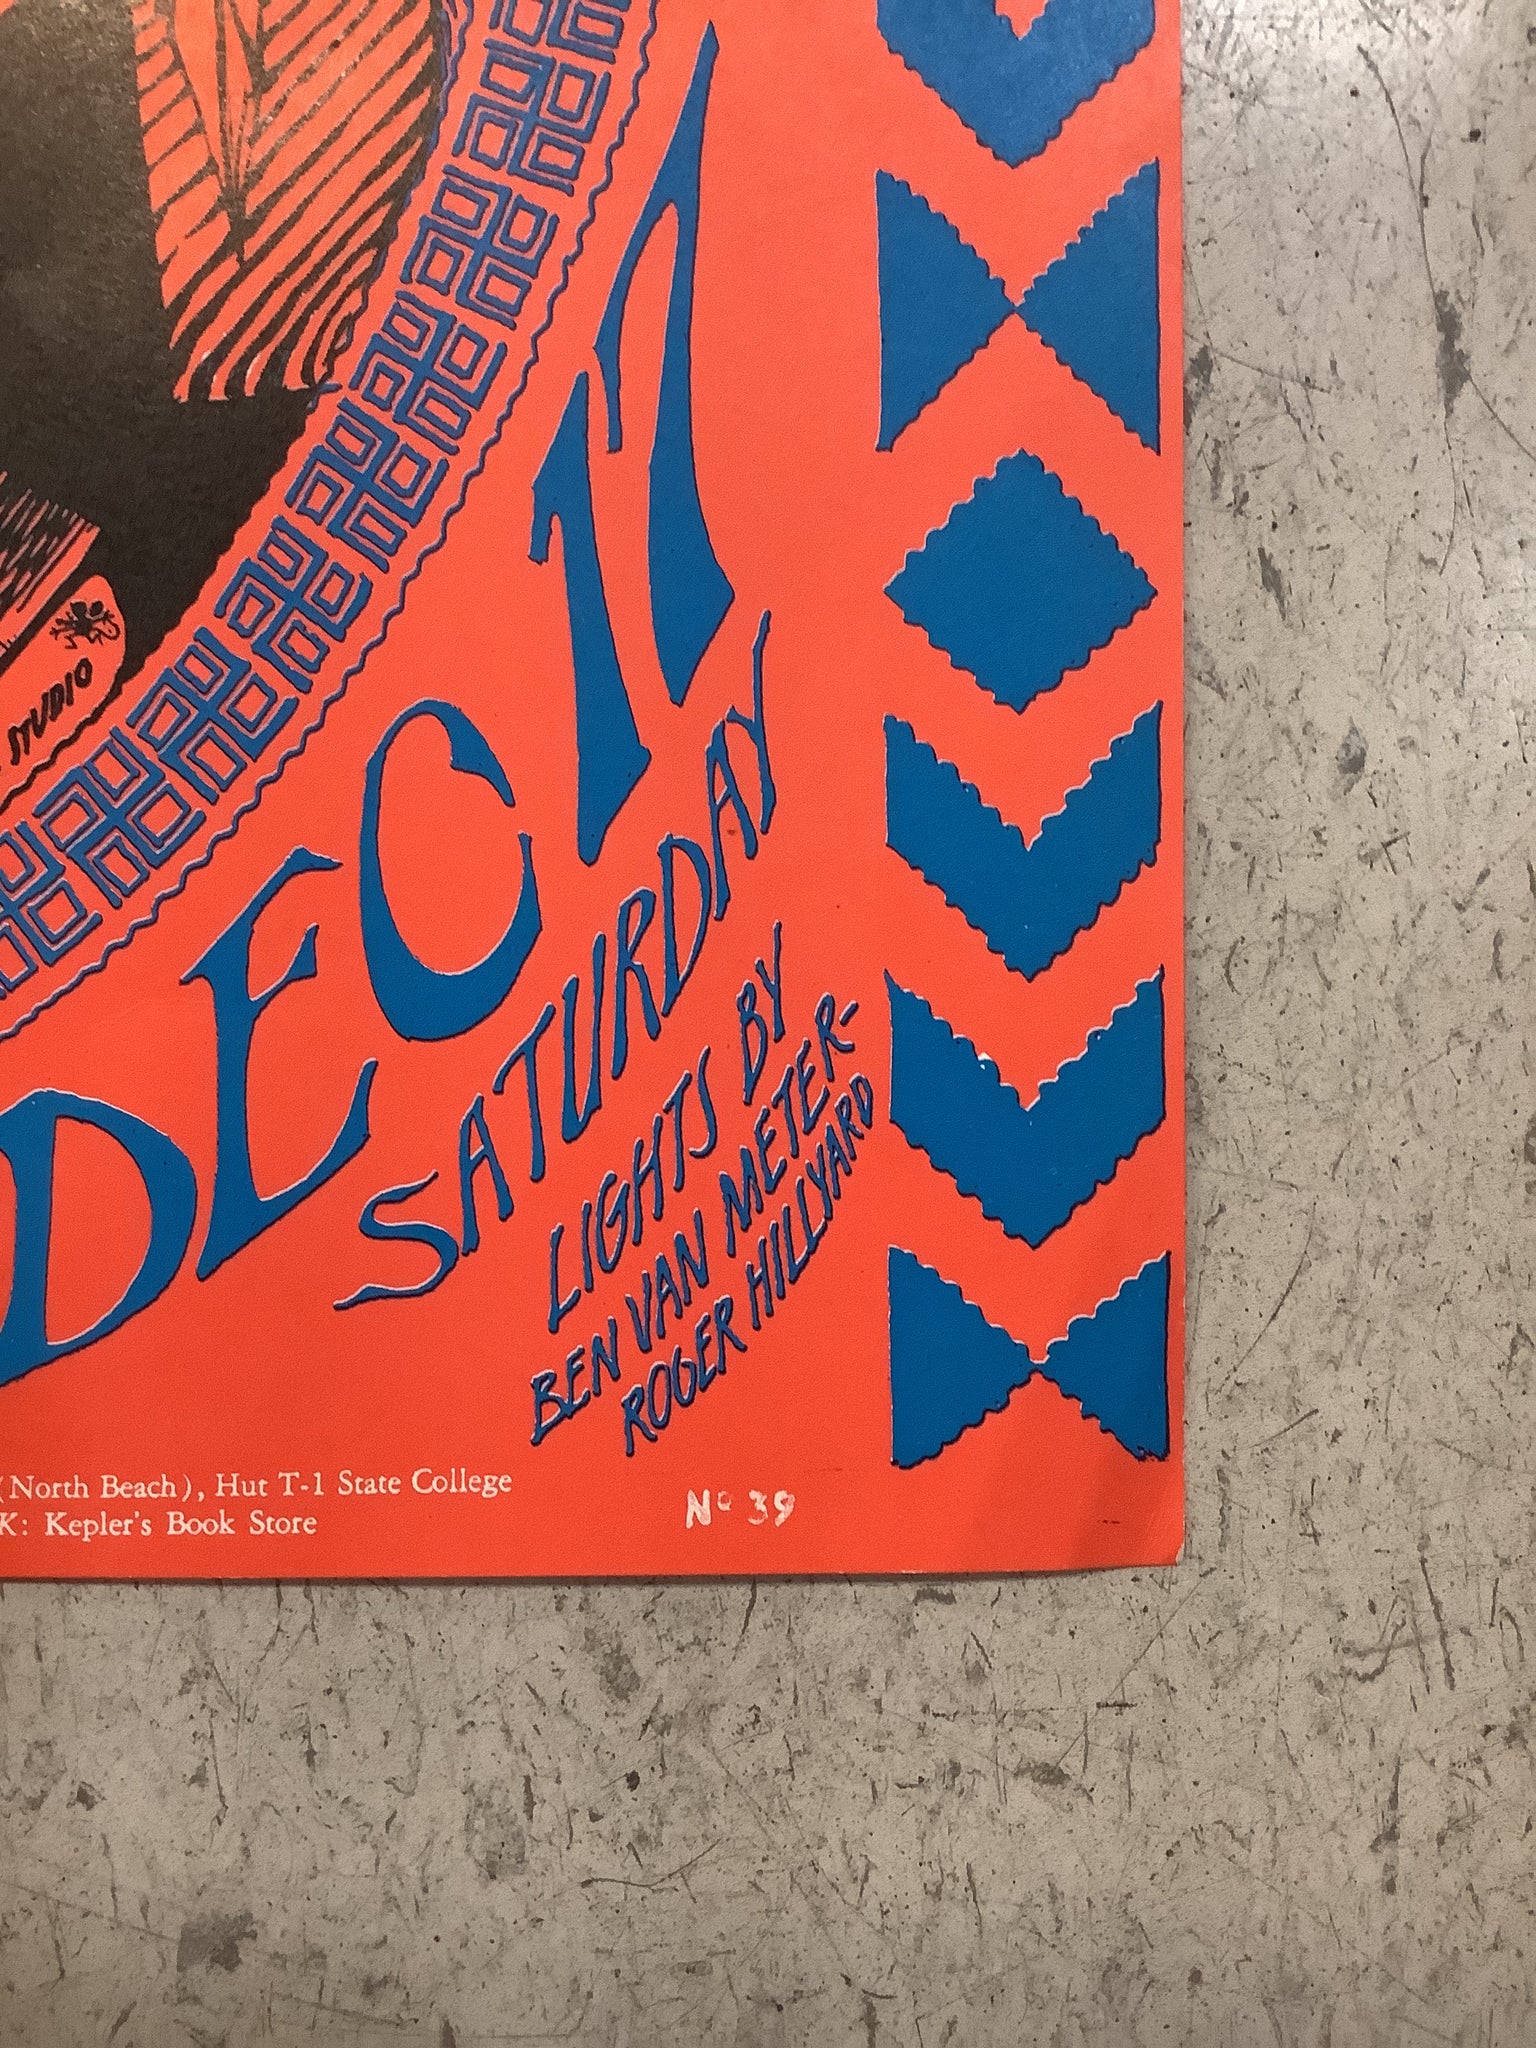 STUDIO
DEC 17
SATURDAY
LIGHTS BY
BEN VAN METER-
ROGER HILLYARD
(North Beach), Hut T-1 State College
K: Kepler's Book Store
Nº 39